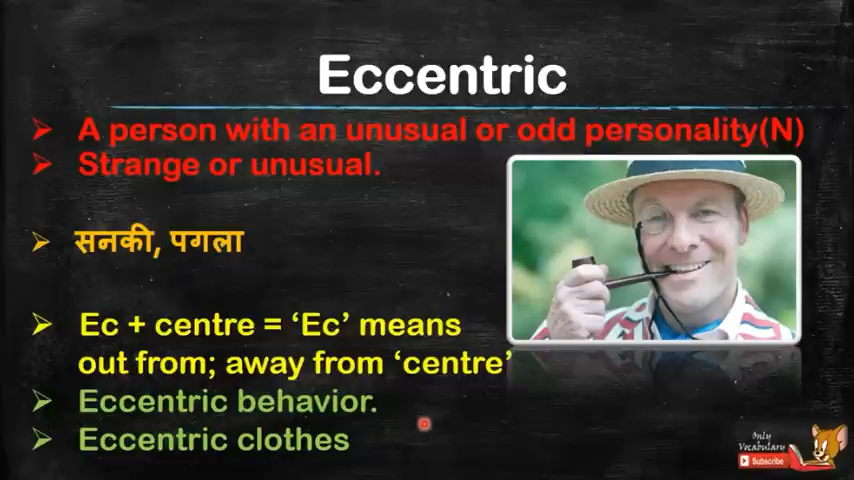 Eccentric
A person with an unusual or odd personality(N)
Strange or unusual.
सनकी, पगला
Ec + centre = ‘Ec’ means
out from; away from ‘centre’
Eccentric behavior.
Eccentric clothes
Only
Vocabulary
Subscribe